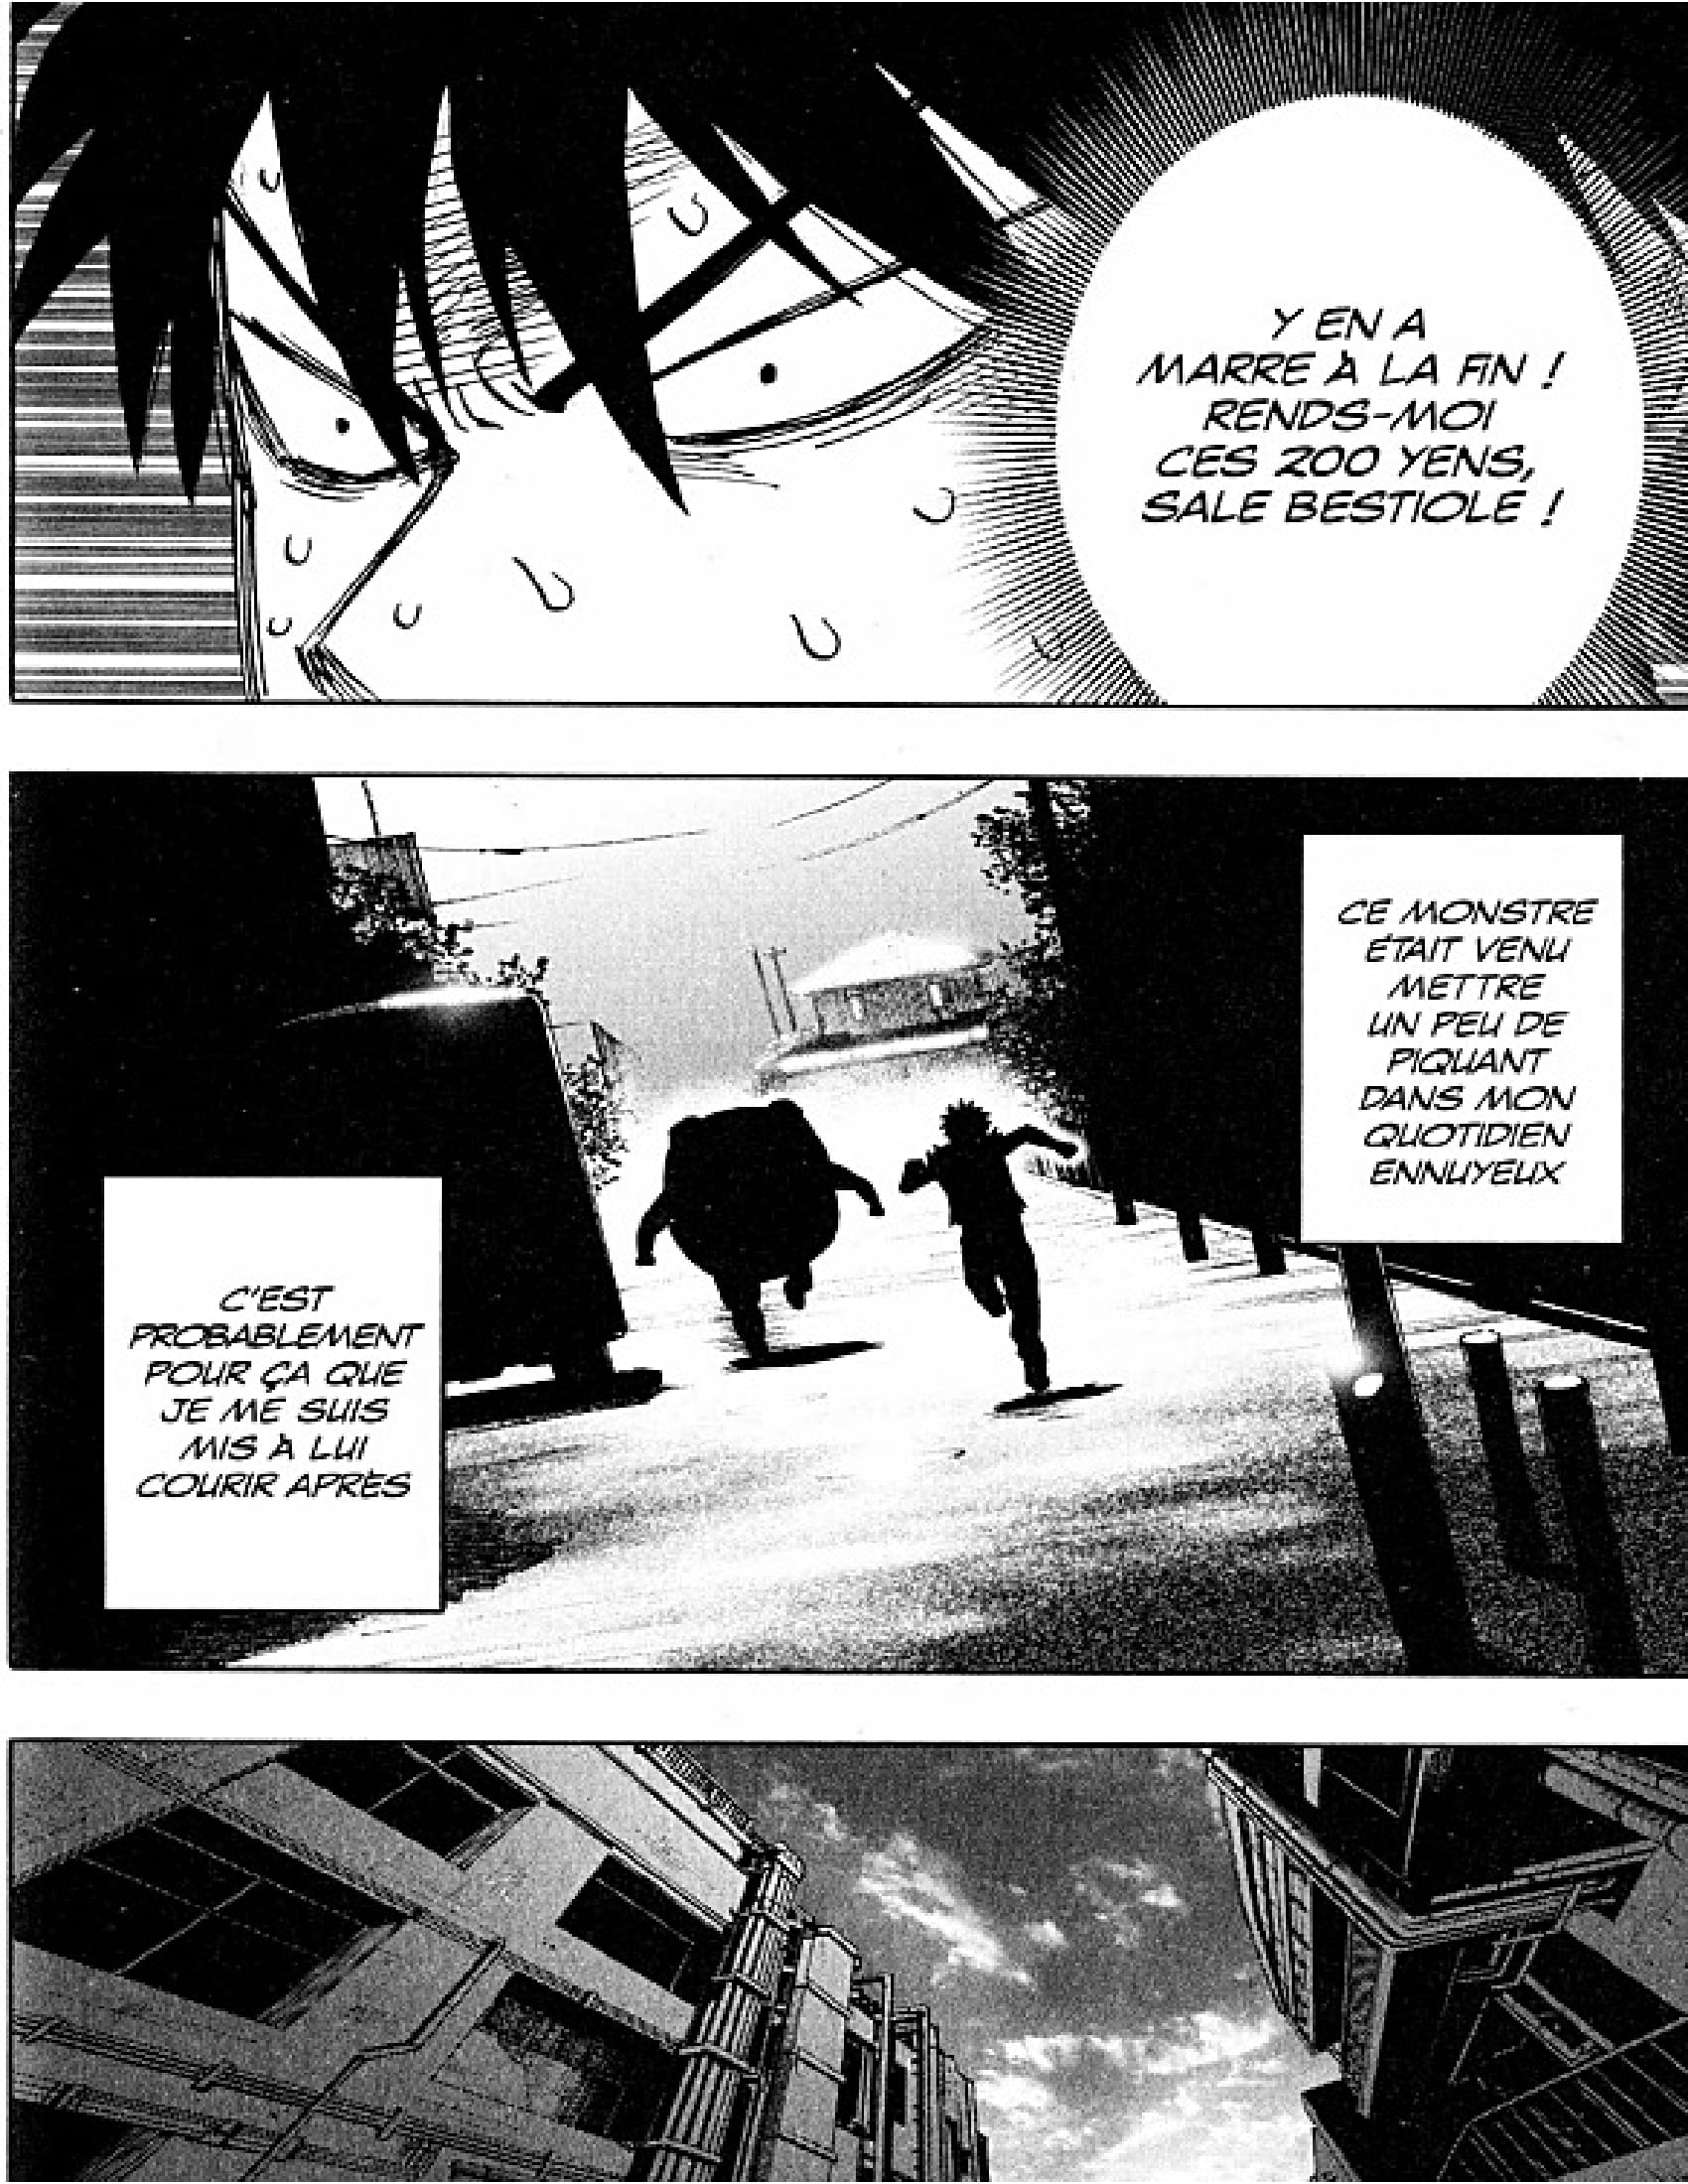 Y EN A
MARRE À LA FIN !
RENDS-MOI
CES 200 YENS,
SALE BESTIOLE !
CE MONSTRE
ÉTAIT VENU
METTRE
UN PEU DE
PIQUANT
DANS MON
QUOTIDIEN
ENNUYEUX
C'EST
PROBABLEMENT
POUR ÇA QUE
JE ME SUIS
MIS À LUI
COURIR APRÈS